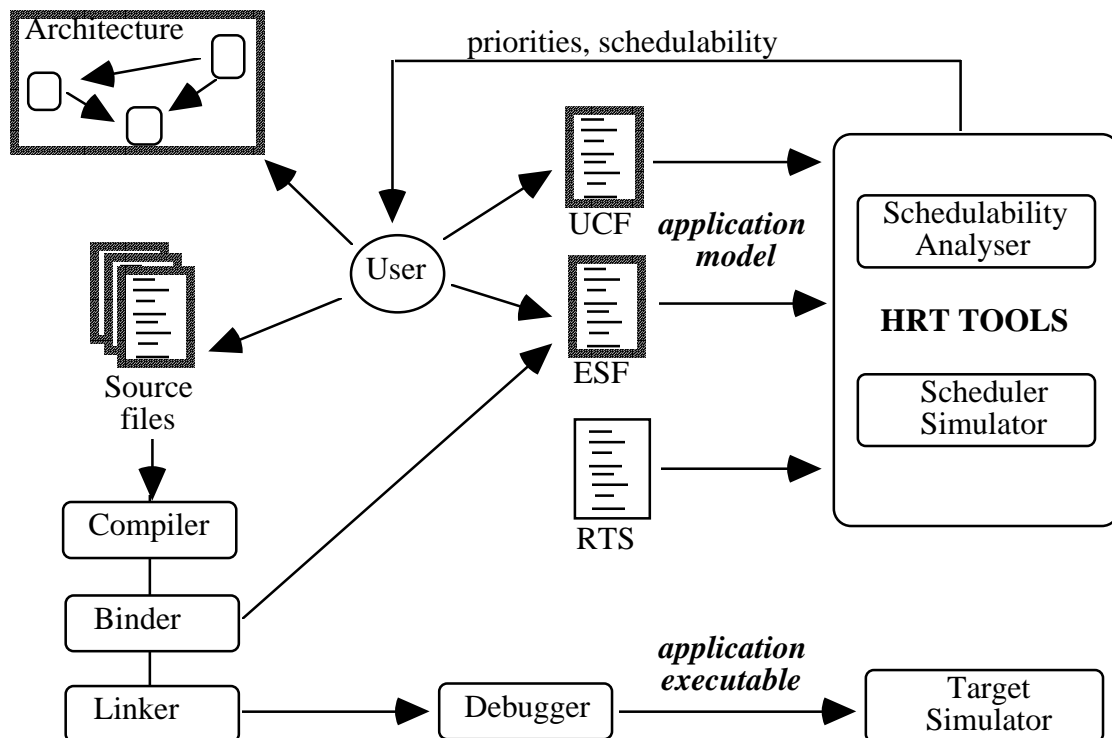 Architecture
priorities, schedulability
UCF
application
model
Schedulability
Analyser
User
HRT TOOLS
ESF
Source
files
Scheduler
Simulator
RTS
Compiler
Binder
application
executable
Linker
Debugger
Target
Simulator